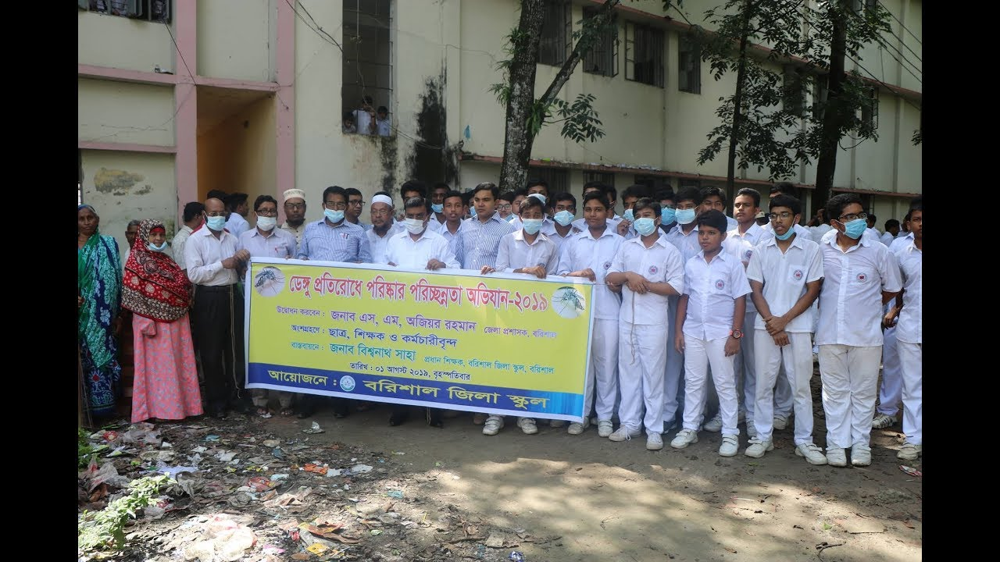 ডেঙ্গু প্রতিরোধে পরিষ্কার পরিচ্ছন্নতা অভিযান-২০১৯
উদ্বোধন করবেন : জনাব এস, এম, অজিয়র রহমান জেলা প্রশাসক, বরিশাল
অংশগ্রহনে : ছাত্র, শিক্ষক ও কর্মচারীবৃন্দ
বাস্তবায়নে : জনাব বিশ্বনাথ সাহা প্রধান শিক্ষক, বরিশাল জিলা স্কুল, বরিশাল
তারিখ : ০১ আগস্ট ২০১৯, বৃহস্পতিবার
আয়োজনে : বরিশাল জিলা স্কুল